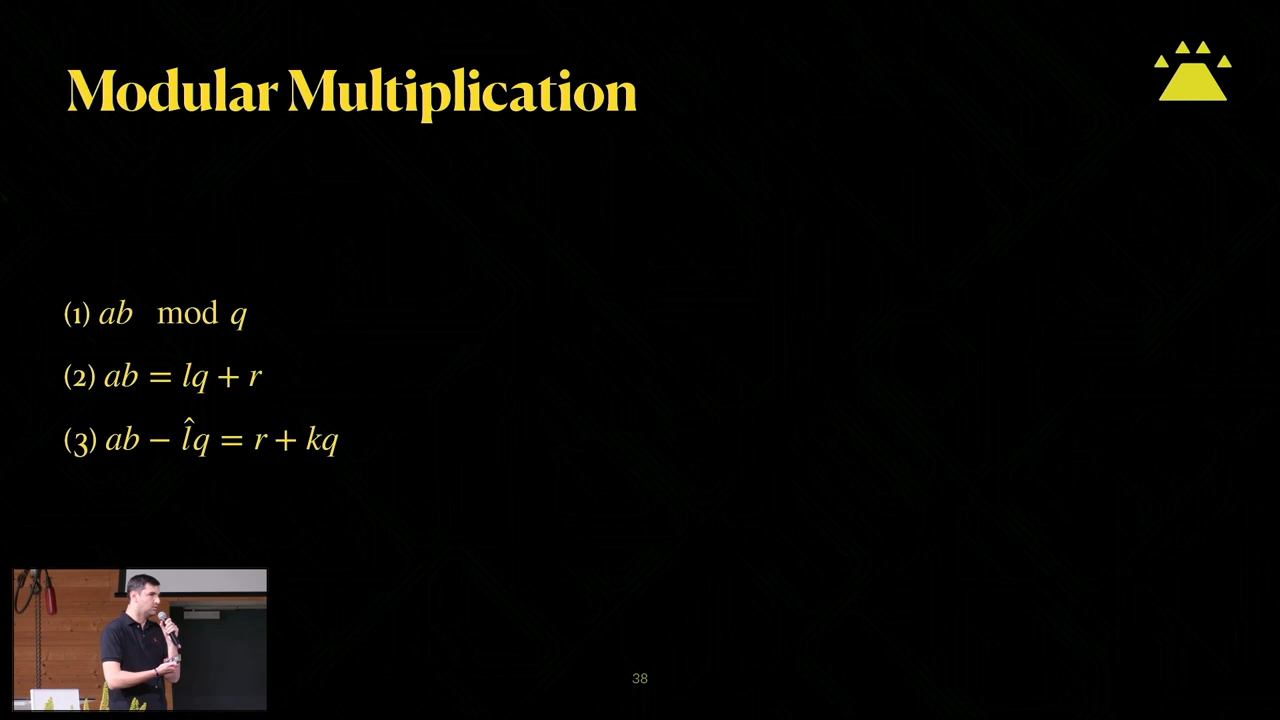 Modular Multiplication
(1) ab mod q
(2) ab = lq + r
(3) ab − l̂q = r + kq
38